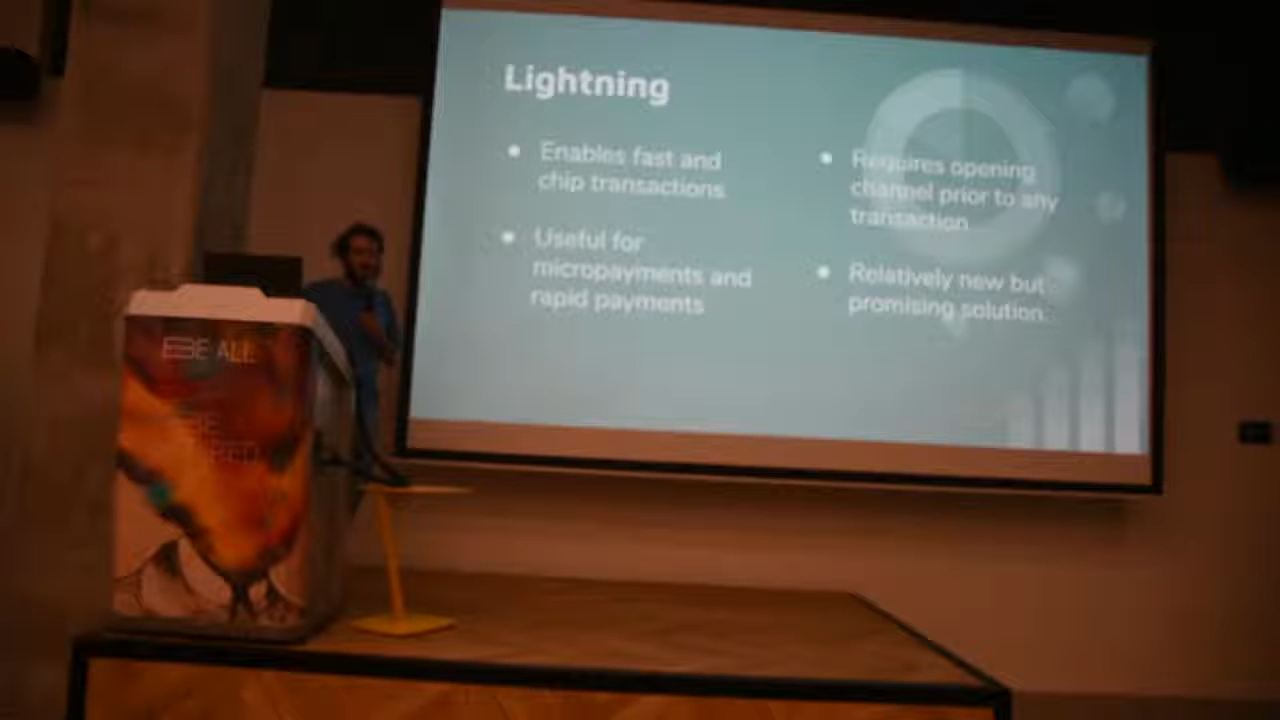 Lightning
Enables fast and
chip transactions
Useful for
micropayments and
rapid payments
Requires opening
channel prior to any
transaction
Relatively new but
promising solution.
BE ALL